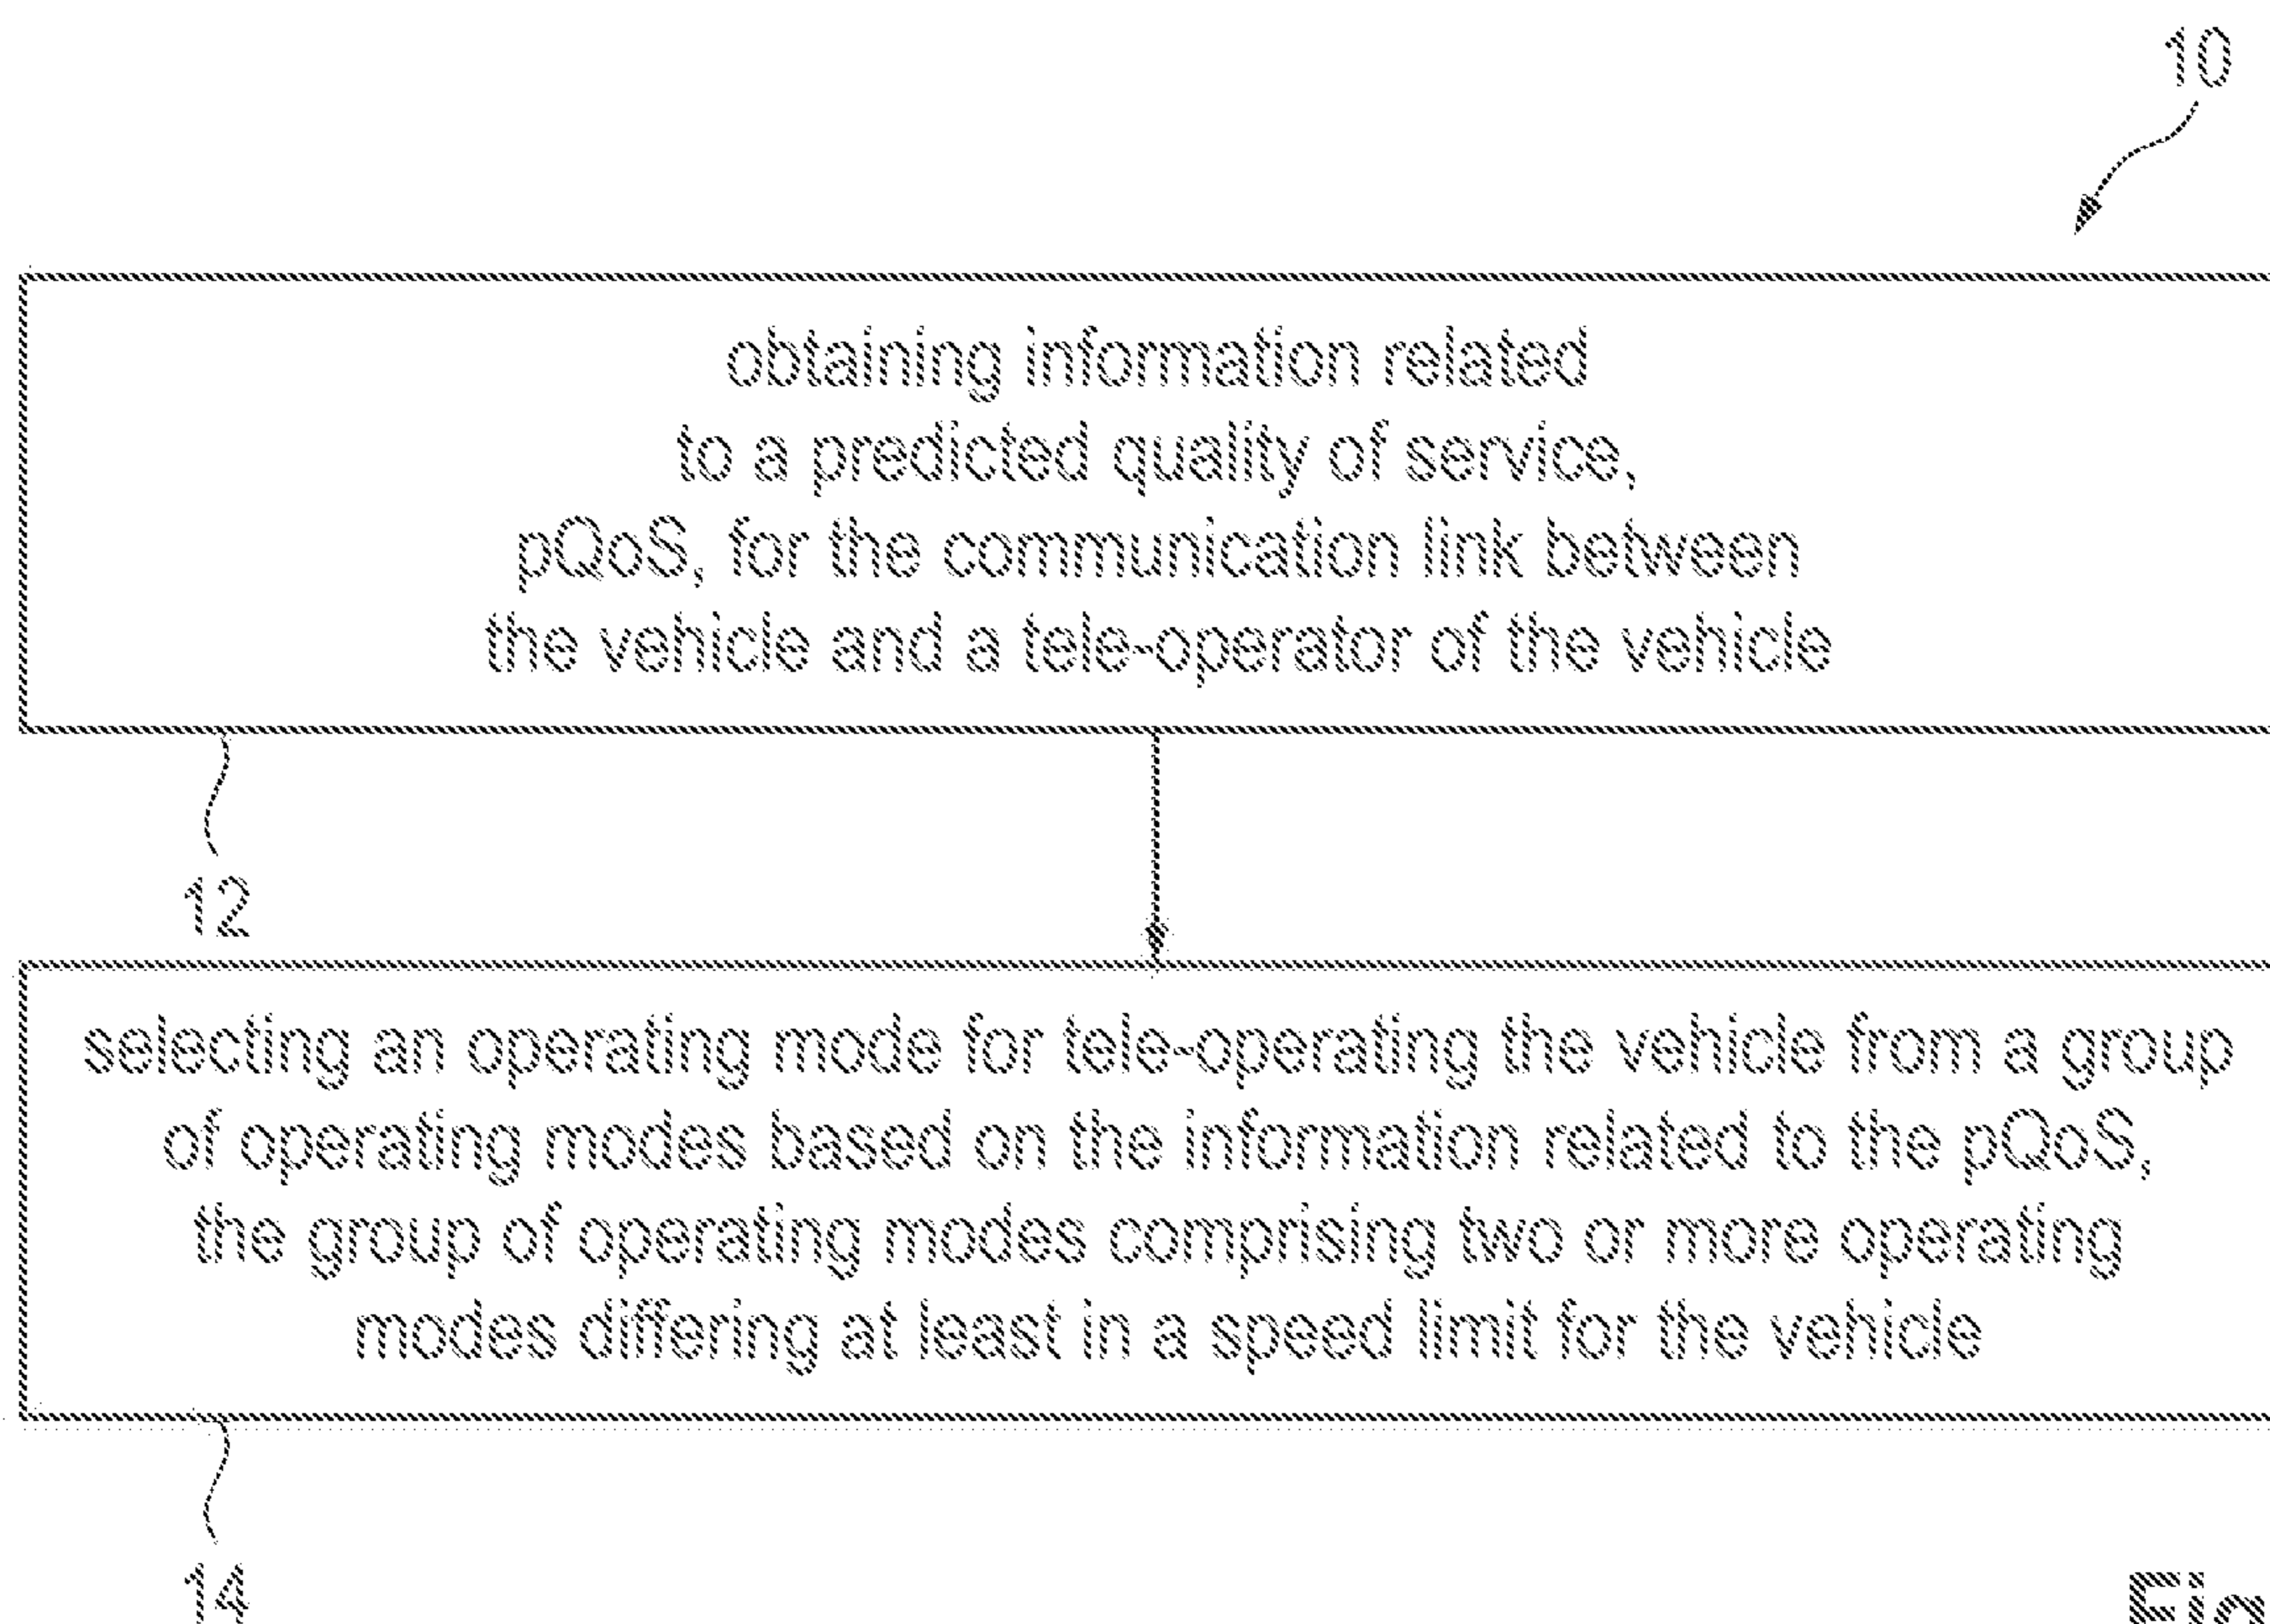 10
obtaining information related
to a predicted quality of service,
pQoS, for the communication link between
the vehicle and a tele-operator of the vehicle
12
selecting an operating mode for tele-operating the vehicle from a group
of operating modes based on the information related to the pQoS,
the group of operating modes comprising two or more operating
modes differing at least in a speed limit for the vehicle
14
Fig